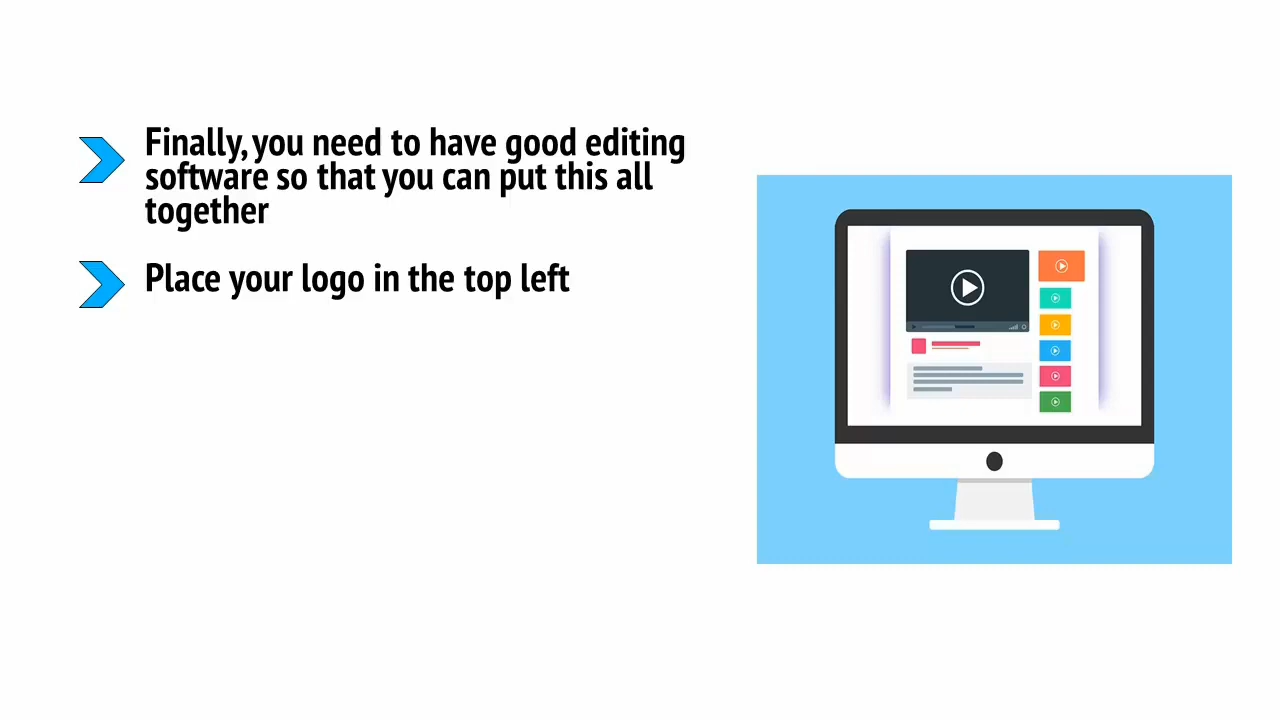 Finally, you need to have good editing
software so that you can put this all
together
Place your logo in the top left